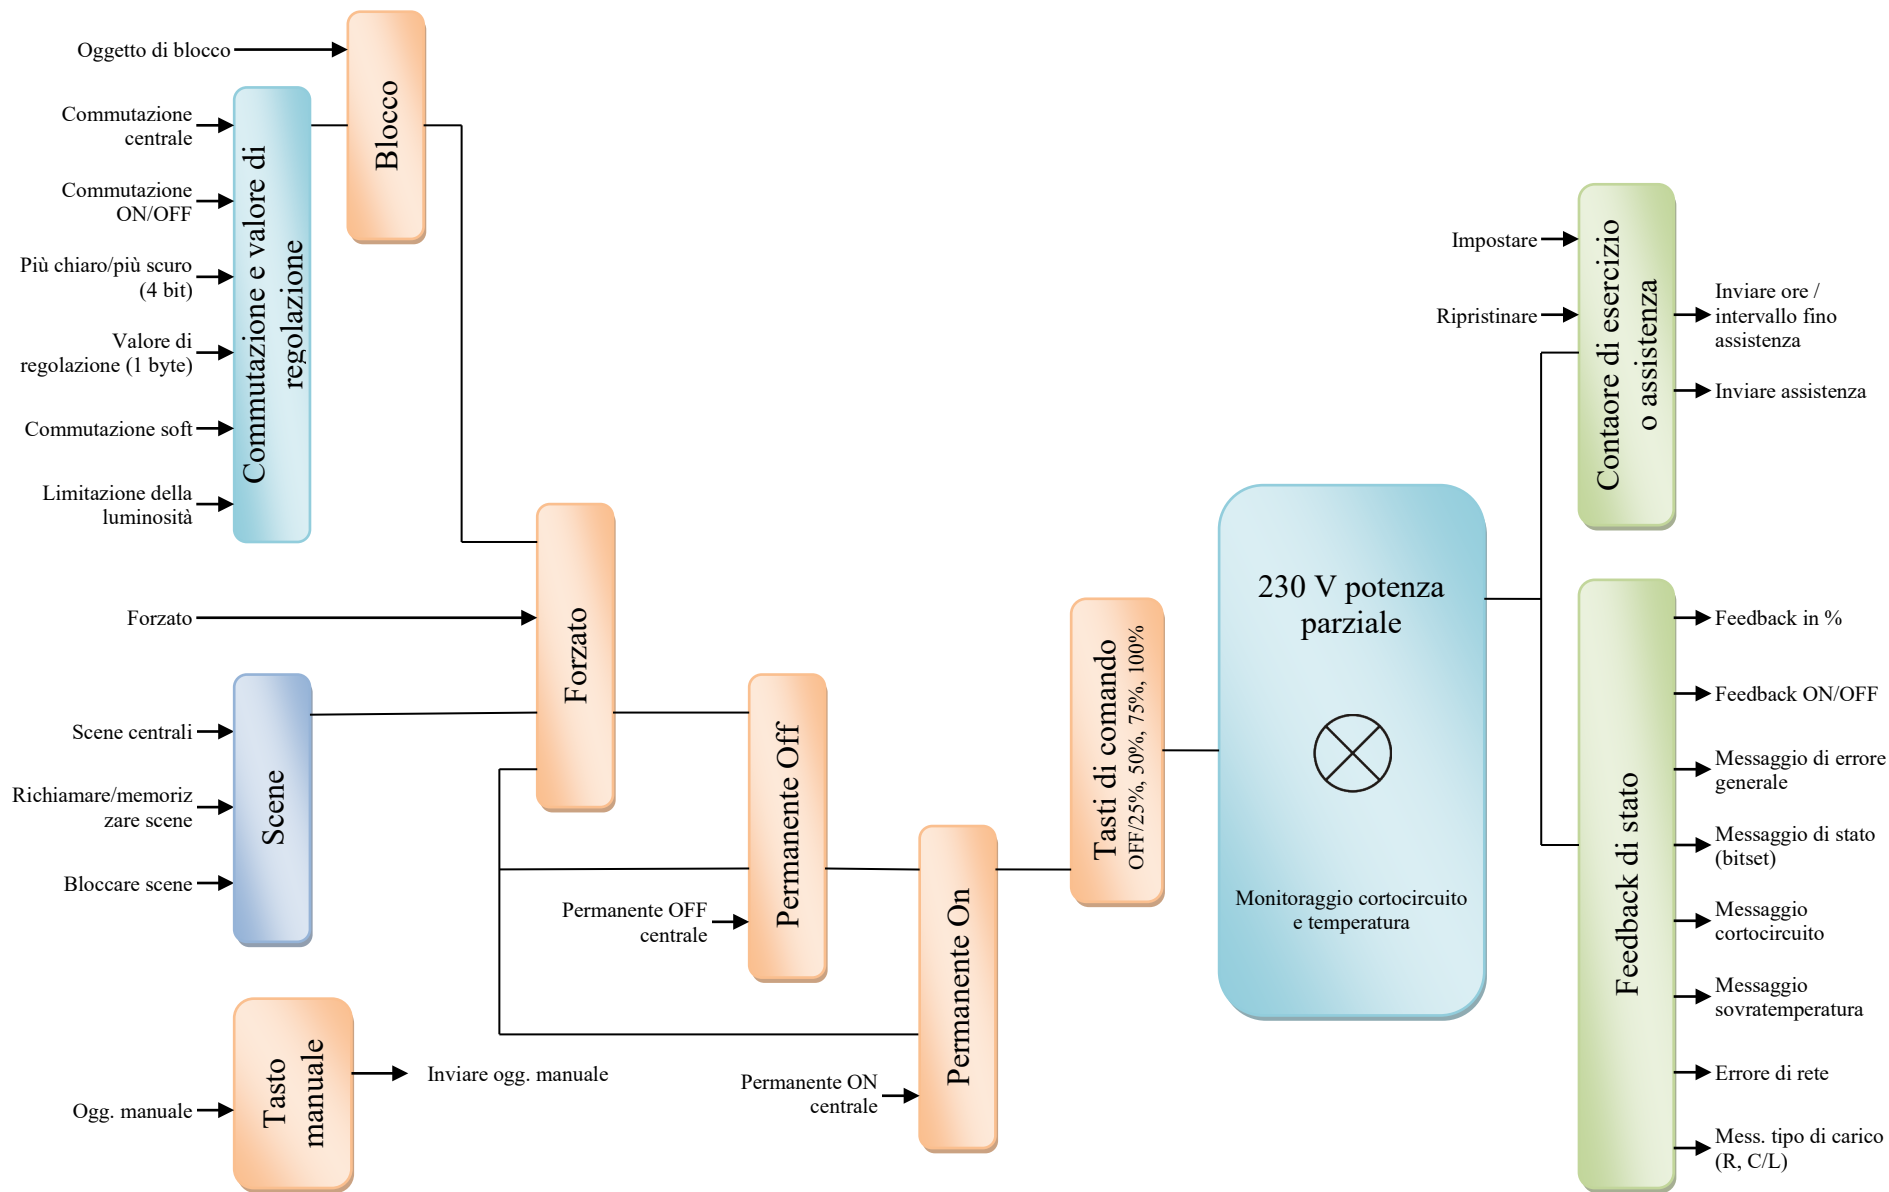 Oggetto di blocco
Commutazione
centrale
Commutazione
ON/OFF
Più chiaro/più scuro
(4 bit)
Valore di
regolazione (1 byte)
Commutazione soft
Limitazione della
luminosità
Commutazione e valore di
regolazione
Blocco
Forzato
Forzato
Scene centrali
Richiamare/memoriz
zare scene
Bloccare scene
Scene
Ogg. manuale
Tasto
manuale
Inviare ogg. manuale
Permanente OFF
centrale
Permanente Off
Permanente ON
centrale
Permanente On
Tasti di comando
OFF/25%, 50%, 75%, 100%
230 V potenza
parziale
Monitoraggio cortocircuito
e temperatura
Impostare
Ripristinare
Contaore di esercizio
o assistenza
Inviare ore /
intervallo fino
assistenza
Inviare assistenza
Feedback di stato
Feedback in %
Feedback ON/OFF
Messaggio di errore
generale
Messaggio di stato
(bitset)
Messaggio
cortocircuito
Messaggio
sovratemperatura
Errore di rete
Mess. tipo di carico
(R, C/L)